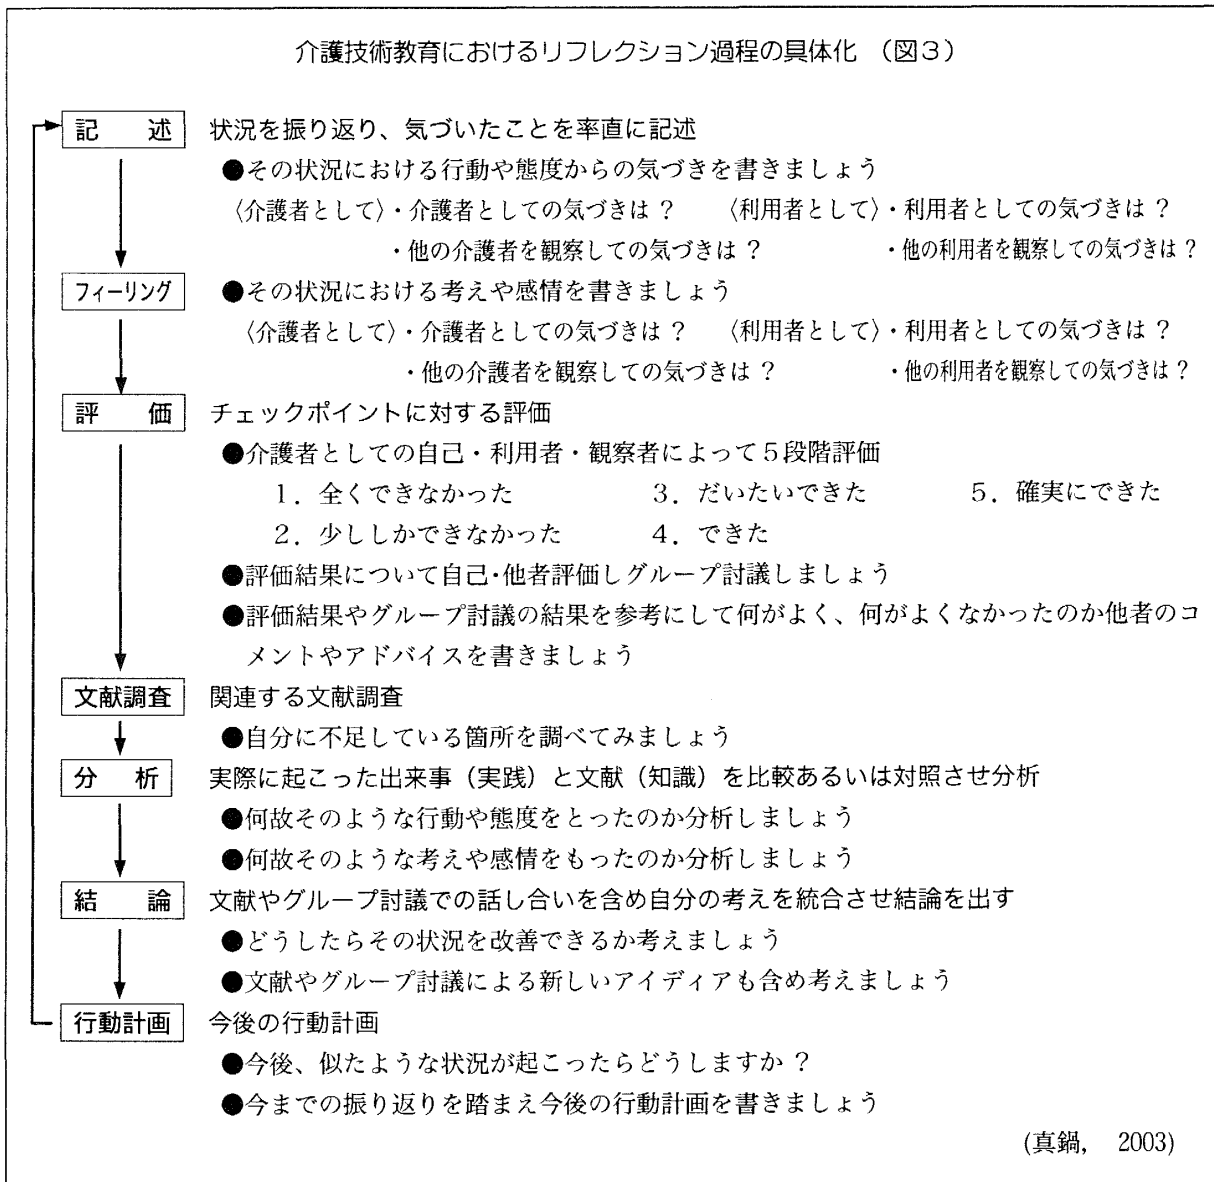 介護技術教育におけるリフレクション過程の具体化 （図３）
記　述　状況を振り返り、気づいたことを率直に記述
●その状況における行動や態度からの気づきを書きましょう
〈介護者として〉・介護者としての気づきは？　〈利用者として〉・利用者としての気づきは？
・他の介護者を観察しての気づきは？　・他の利用者を観察しての気づきは？
フィーリング　●その状況における考えや感情を書きましょう
〈介護者として〉・介護者としての気づきは？　〈利用者として〉・利用者としての気づきは？
・他の介護者を観察しての気づきは？　・他の利用者を観察しての気づきは？
評　価　チェックポイントに対する評価
●介護者としての自己・利用者・観察者によって５段階評価
１．全くできなかった　３．だいたいできた　５．確実にできた
２．少ししかできなかった　４．できた
●評価結果について自己・他者評価しグループ討議しましょう
●評価結果やグループ討議の結果を参考にして何がよく、何がよくなかったのか他者のコ
メントやアドバイスを書きましょう
文献調査　関連する文献調査
●自分に不足している箇所を調べてみましょう
分　析　実際に起こった出来事（実践）と文献（知識）を比較あるいは対照させ分析
●何故そのような行動や態度をとったのか分析しましょう
●何故そのような考えや感情をもったのか分析しましょう
結　論　文献やグループ討議での話し合いを含め自分の考えを統合させ結論を出す
●どうしたらその状況を改善できるか考えましょう
●文献やグループ討議による新しいアイディアも含め考えましょう
行動計画　今後の行動計画
●今後、似たような状況が起こったらどうしますか？
●今までの振り返りを踏まえ今後の行動計画を書きましょう
(真鍋,　2003)